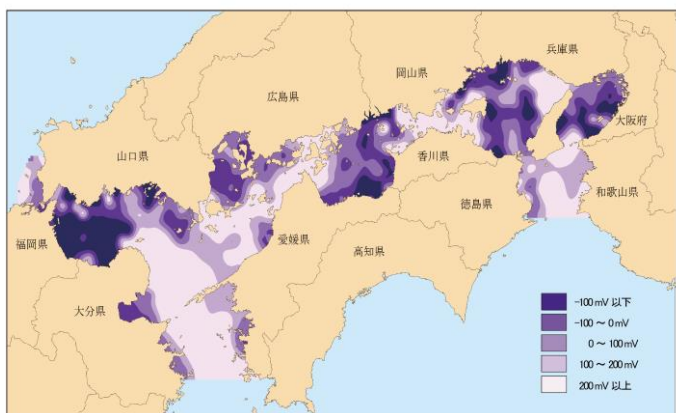 兵庫県
岡山県
広島県
大阪府
山口県
香川県
和歌山県
徳島県
福岡県
愛媛県
高知県
大分県
-100mV 以下
-100 ～ 0mV
0 ～ 100mV
100 ～ 200mV
200mV 以上